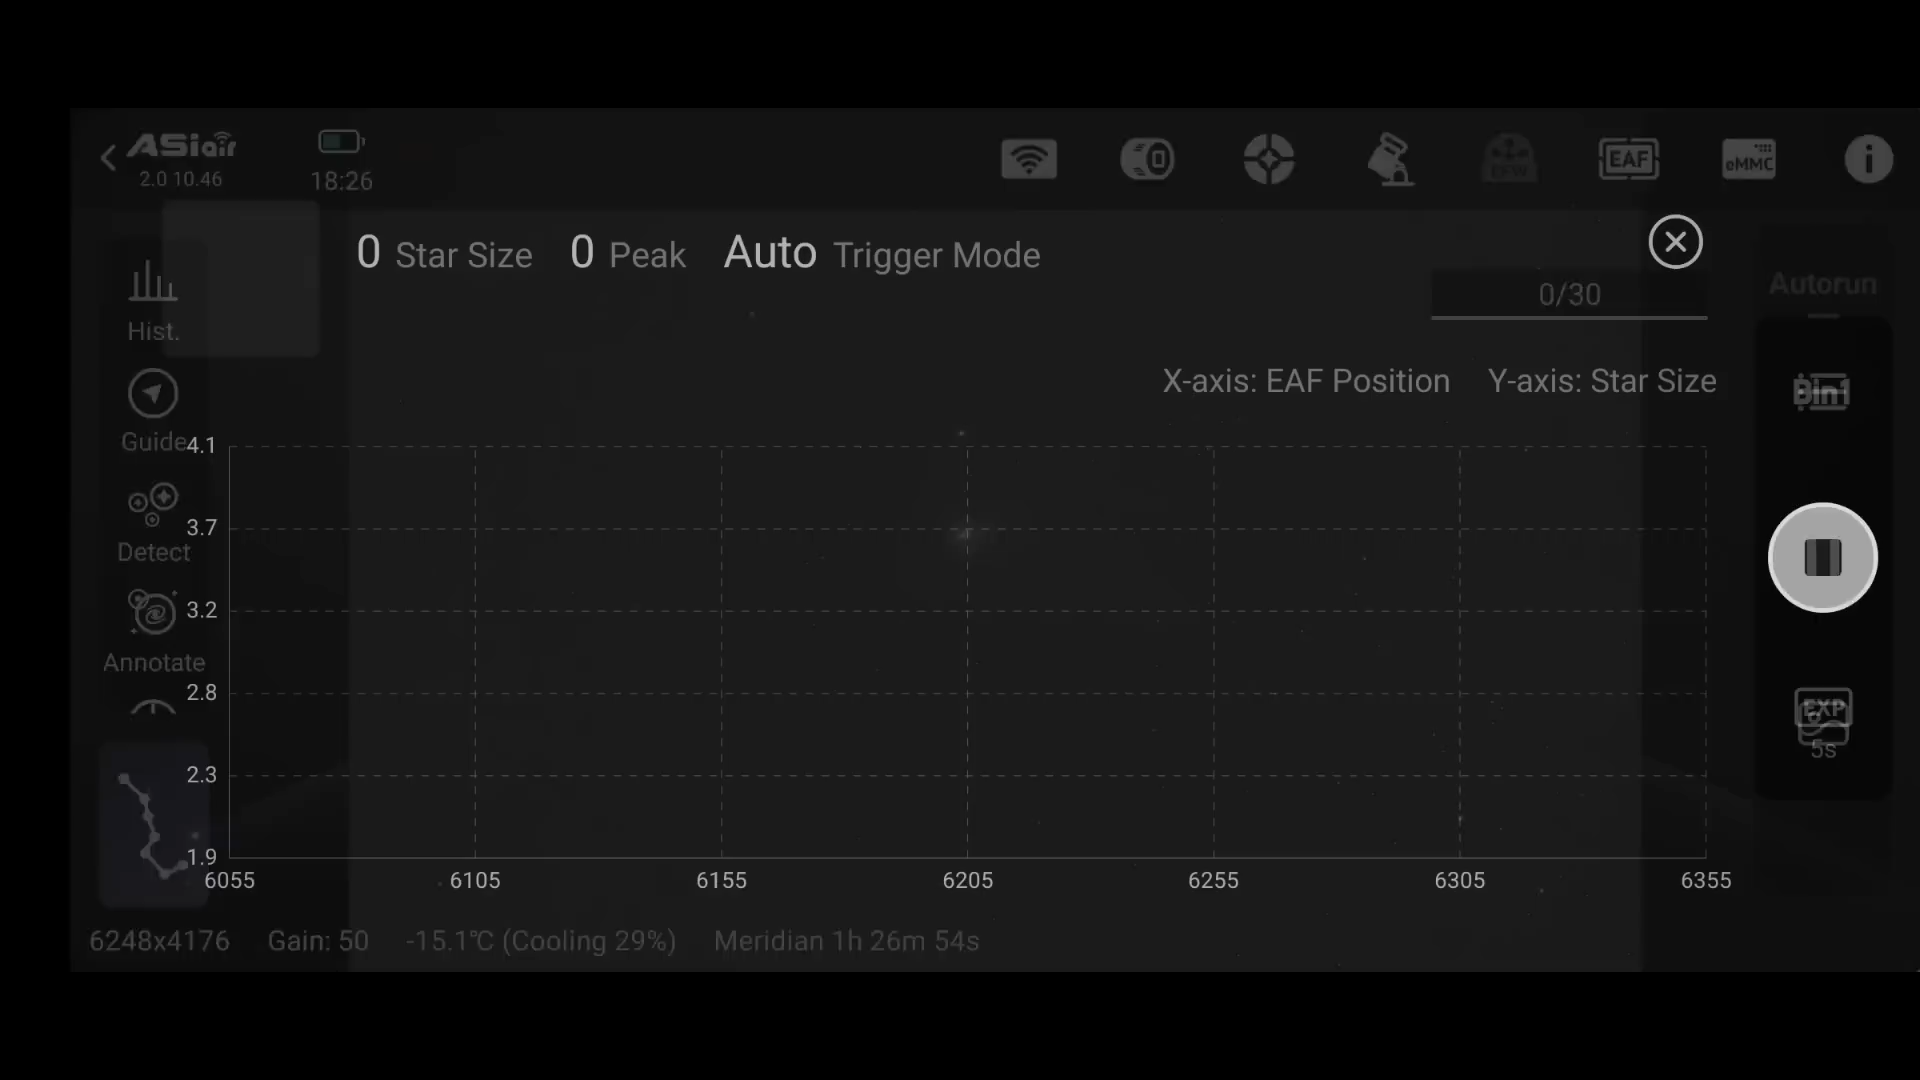 ASiair
2.0 10.46
18:26
EAF
eMMC
0 Star Size 0 Peak Auto Trigger Mode
0/30
Autorun
X-axis: EAF Position Y-axis: Star Size
Hist.
Guide
Detect
Annotate
Bin1
EXP
5s
4.1
3.7
3.2
2.8
2.3
1.9
6055 6105 6155 6205 6255 6305 6355
6248x4176 Gain: 50 -15.1℃ (Cooling 29%) Meridian 1h 26m 54s